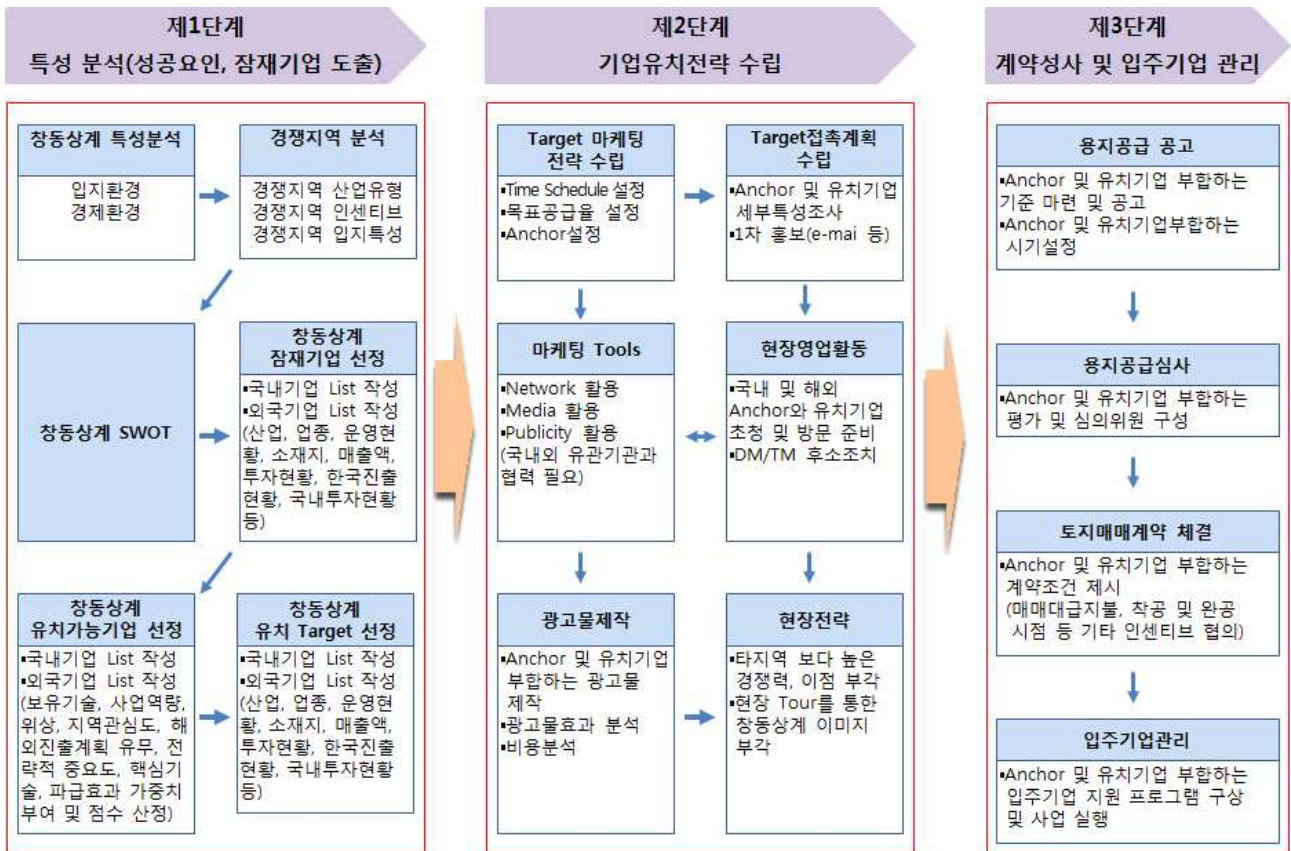 제1단계
특성 분석(성공요인, 잠재기업 도출)
창동상계 특성분석
입지환경
경제환경
경쟁지역 분석
경쟁지역 산업유형
경쟁지역 인센티브
경쟁지역 입지특성
창동상계 SWOT
창동상계
잠재기업 선정
▪국내기업 List 작성
▪외국기업 List 작성
(산업, 업종, 운영현
황, 소재지, 매출액,
투자현황, 한국진출
현황, 국내투자현황
등)
창동상계
유치가능기업 선정
▪국내기업 List 작성
▪외국기업 List 작성
(보유기술, 사업역량,
위상, 지역관심도, 해
외진출계획 유무, 전
략적 중요도, 핵심기
술, 파급효과 가중치
부여 및 점수 산정)
창동상계
유치 Target 선정
▪국내기업 List 작성
▪외국기업 List 작성
(산업, 업종, 운영현
황, 소재지, 매출액,
투자현황, 한국진출
현황, 국내투자현황
등)
제2단계
기업유치전략 수립
Target 마케팅
전략 수립
▪Time Schedule 설정
▪목표공급율 설정
▪Anchor설정
Target접촉계획
수립
▪Anchor 및 유치기업
세부특성조사
▪1차 홍보(e-mai 등)
마케팅 Tools
▪Network 활용
▪Media 활용
▪Publicity 활용
(국내외 유관기관과
협력 필요)
현장영업활동
▪국내 및 해외
Anchor와 유치기업
초청 및 방문 준비
▪DM/TM 후소조치
광고물제작
▪Anchor 및 유치기업
부합하는 광고물
제작
▪광고물효과 분석
▪비용분석
현장전략
▪타지역 보다 높은
경쟁력, 이점 부각
▪현장 Tour를 통한
창동상계 이미지
부각
제3단계
계약성사 및 입주기업 관리
용지공급 공고
▪Anchor 및 유치기업 부합하는
기준 마련 및 공고
▪Anchor 및 유치기업부합하는
시기설정
용지공급심사
▪Anchor 및 유치기업 부합하는
평가 및 심의위원 구성
토지매매계약 체결
▪Anchor 및 유치기업 부합하는
계약조건 제시
(매매대급지불, 착공 및 완공
시점 등 기타 인센티브 협의)
입주기업관리
▪Anchor 및 유치기업 부합하는
입주기업 지원 프로그램 구상
및 사업 실행